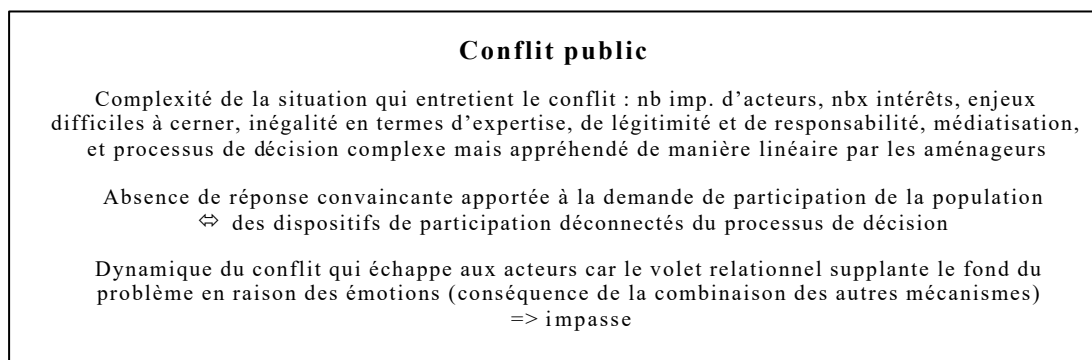 Conflit public
Complexité de la situation qui entretient le conflit : nb imp. d'acteurs, nbx intérêts, enjeux
difficiles à cerner, inégalité en termes d'expertise, de légitimité et de responsabilité, médiatisation,
et processus de décision complexe mais appréhendé de manière linéaire par les aménageurs
Absence de réponse convaincante apportée à la demande de participation de la population
⇔ des dispositifs de participation déconnectés du processus de décision
Dynamique du conflit qui échappe aux acteurs car le volet relationnel supplante le fond du
problème en raison des émotions (conséquence de la combinaison des autres mécanismes)
=> impasse